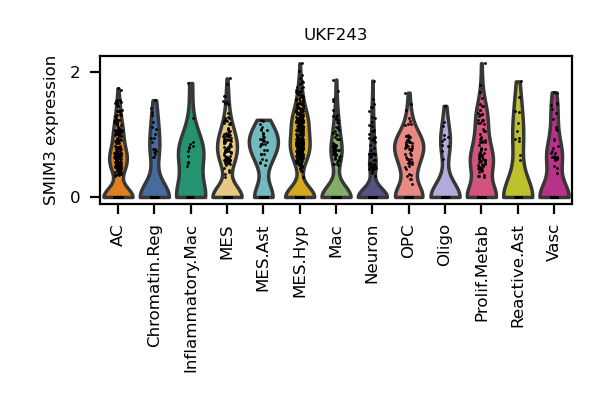 UKF243
SMIM3 expression
2
0
AC
Chromatin.Reg
Inflammatory.Mac
MES
MES.Ast
MES.Hyp
Mac
Neuron
OPC
Oligo
Prolif.Metab
Reactive.Ast
Vasc